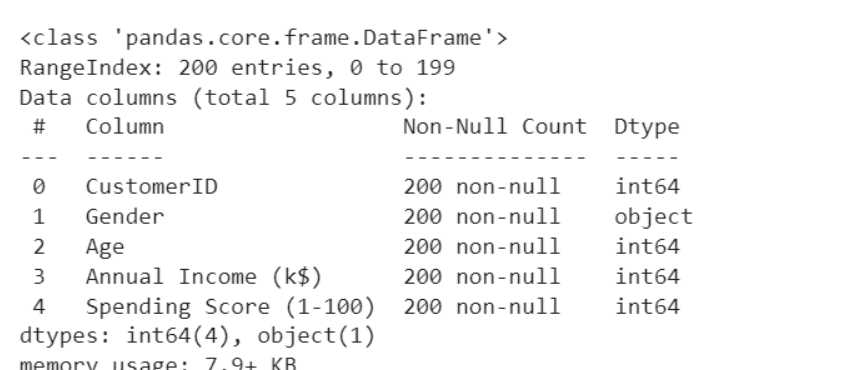 <class 'pandas.core.frame.DataFrame'>
RangeIndex: 200 entries, 0 to 199
Data columns (total 5 columns):
 #   Column                  Non-Null Count  Dtype
---  ------                  --------------  -----
 0   CustomerID              200 non-null    int64
 1   Gender                  200 non-null    object
 2   Age                     200 non-null    int64
 3   Annual Income (k$)      200 non-null    int64
 4   Spending Score (1-100)  200 non-null    int64
dtypes: int64(4), object(1)
memory usage: 7.9+ KB